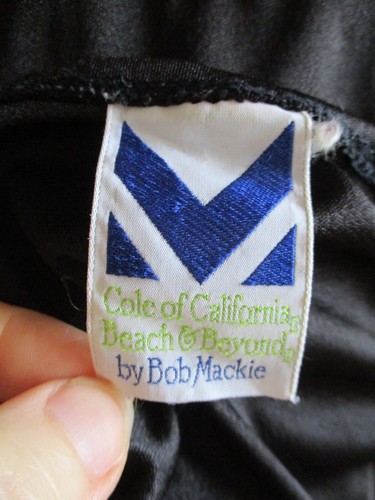 Cole of California®
Beach & Beyond®
by Bob Mackie